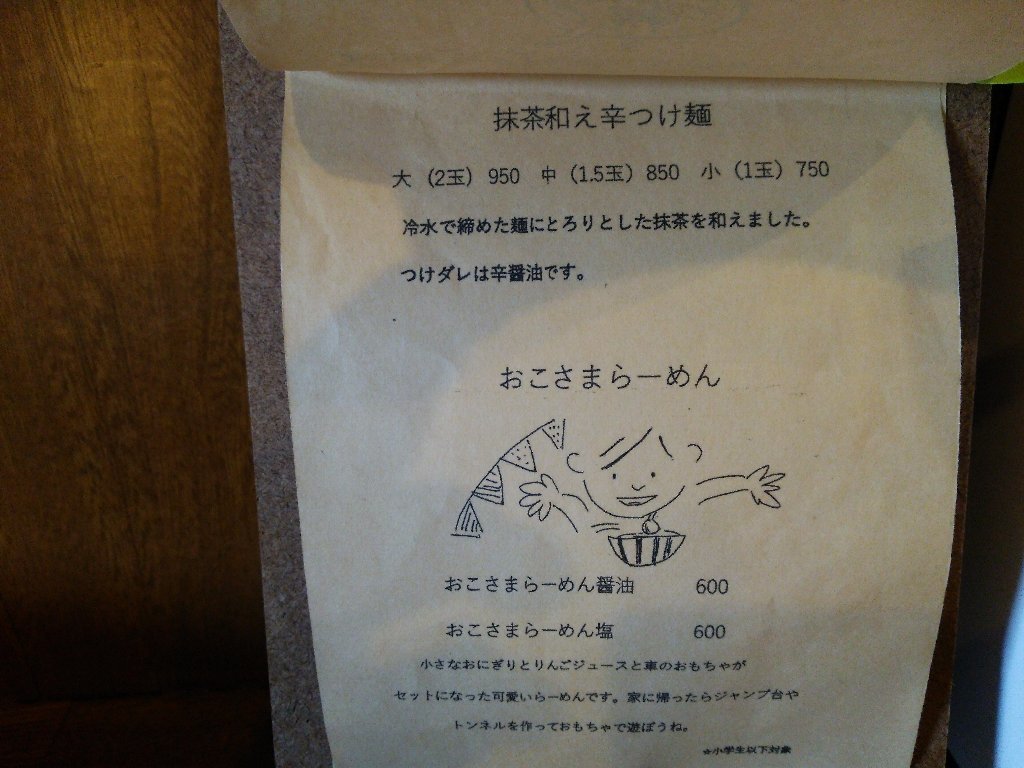 抹茶和え辛つけ麺
大（2玉）950　中（1.5玉）850　小（1玉）750
冷水で締めた麺にとろりとした抹茶を和えました。
つけダレは辛醤油です。
おこさまらーめん
おこさまらーめん醤油　600
おこさまらーめん塩　600
小さなおにぎりとりんごジュースと車のおもちゃが
セットになった可愛いらーめんです。家に帰ったらジャンプ台や
トンネルを作っておもちゃで遊ぼうね。
☆小学生以下対象